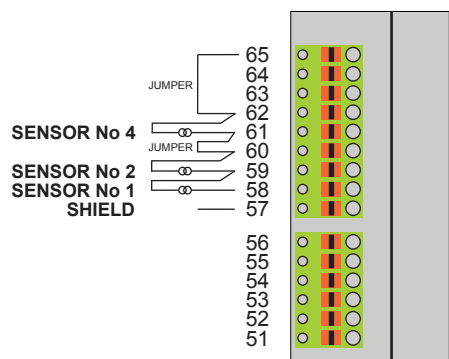 65
64
JUMPER
63
62
SENSOR No 4
61
JUMPER
60
SENSOR No 2
59
SENSOR No 1
58
SHIELD
57
56
55
54
53
52
51